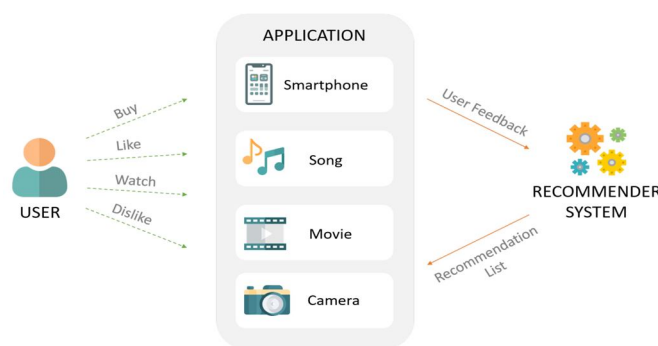 APPLICATION
Smartphone
Song
Movie
Camera
Buy
Like
Watch
Dislike
USER
User Feedback
RECOMMENDER
SYSTEM
Recommendation
List